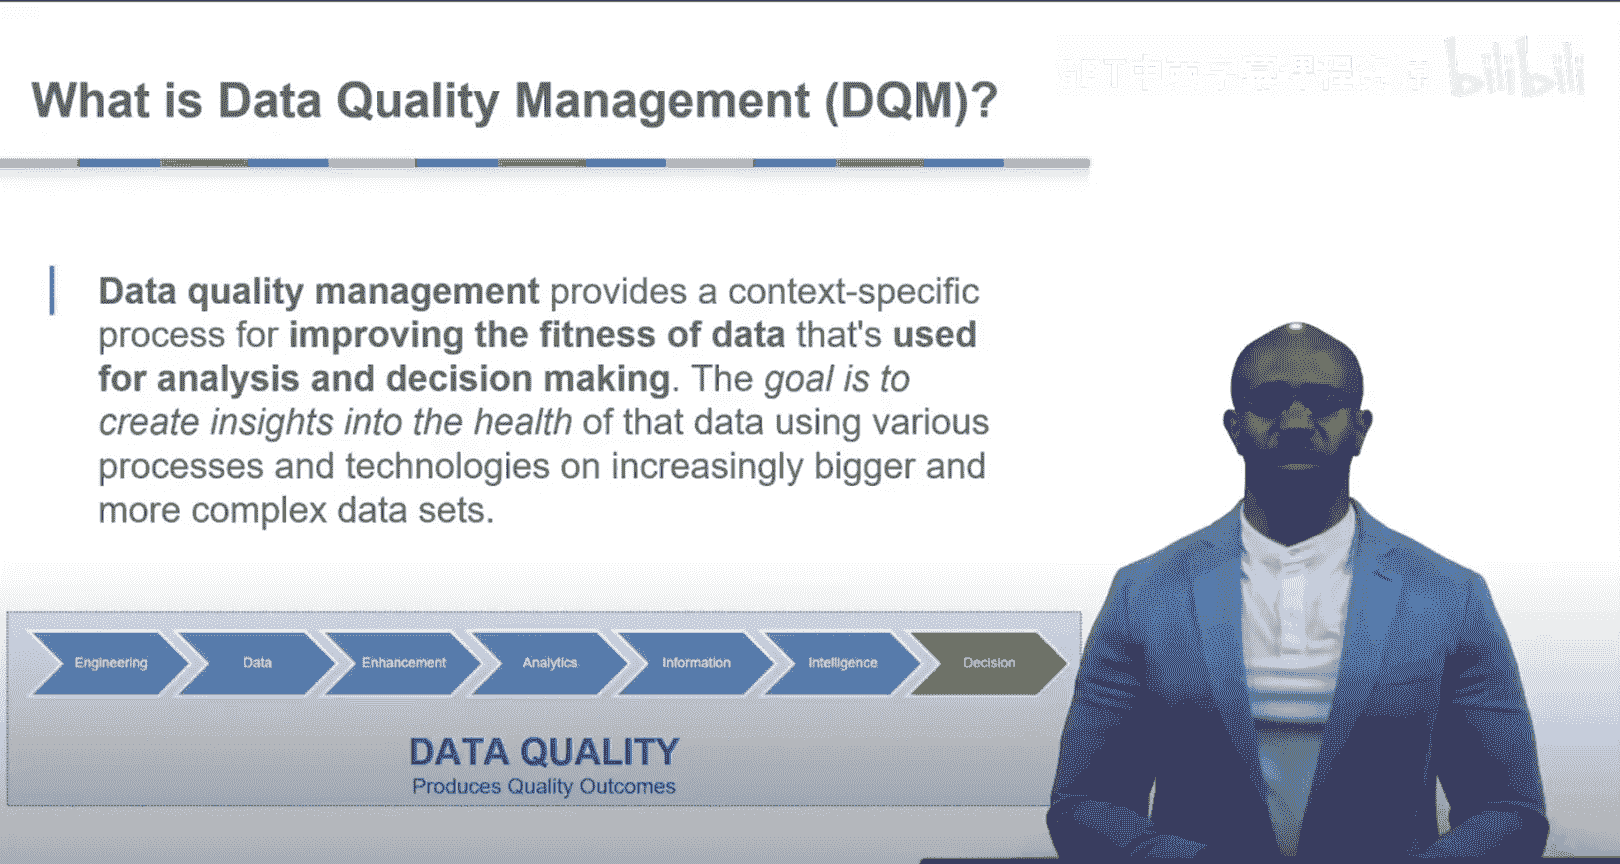 What is Data Quality Management (DQM)?
bilibili
Data quality management provides a context-specific
process for improving the fitness of data that's used
for analysis and decision making. The goal is to
create insights into the health of that data using various
processes and technologies on increasingly bigger and
more complex data sets.
Engineering
Data
Enhancement
Analytics
Information
Intelligence
Decision
DATA QUALITY
Produces Quality Outcomes